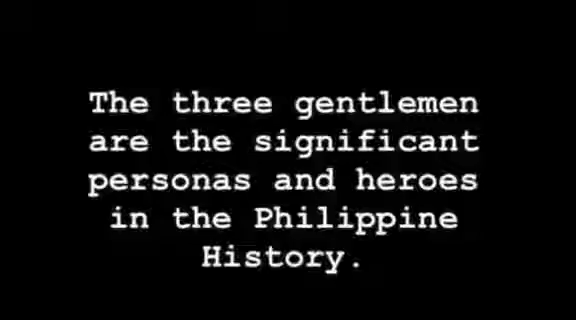 The three gentlemen
are the significant
personas and heroes
in the Philippine
History.